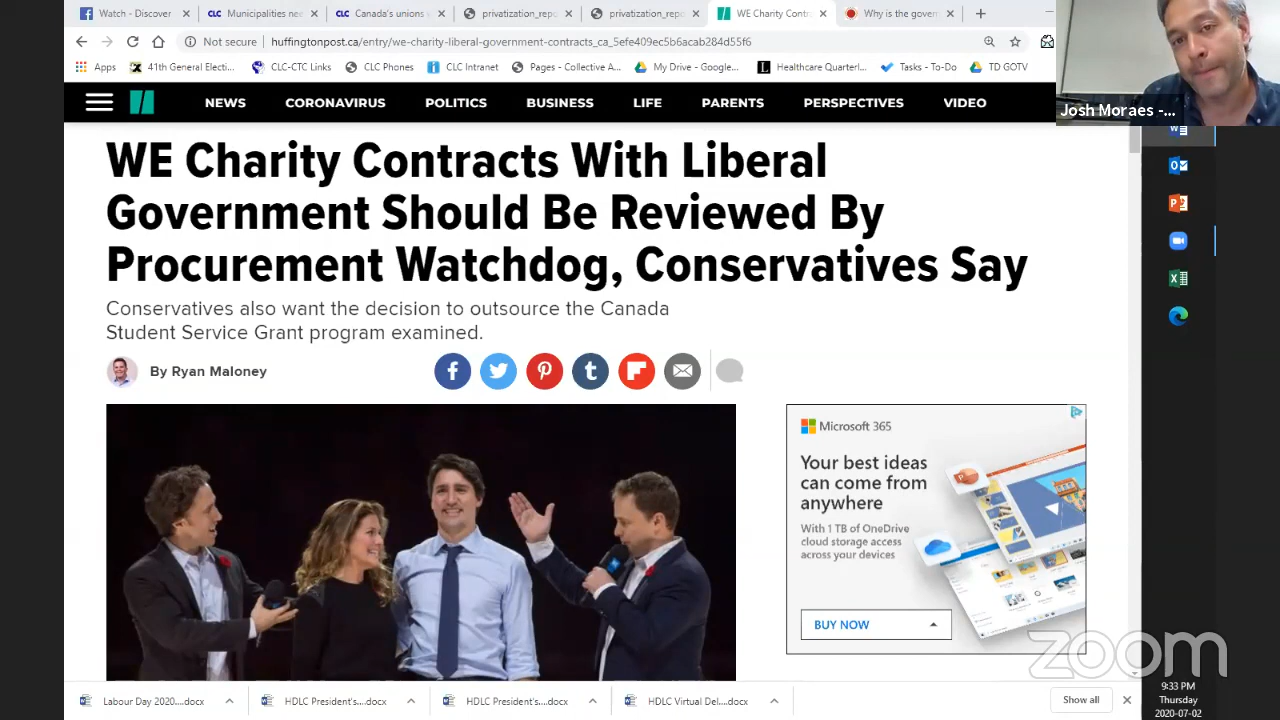 Watch - Discover
CLC Municipalities nee
CLC Canada's unions
privatization_repo
privatization_repo
WE Charity Contr
Why is the gover
Not secure | huffingtonpost.ca/entry/we-charity-liberal-government-contracts_ca_5efe409ec5b6acab284d55f6
Apps
41th General Electi...
CLC-CTC Links
CLC Phones
CLC Intranet
Pages - Collective A...
My Drive - Google...
Healthcare Quarterl...
Tasks - To-Do
TD GOTV
Josh Moraes -...
NEWS
CORONAVIRUS
POLITICS
BUSINESS
LIFE
PARENTS
PERSPECTIVES
VIDEO
WE Charity Contracts With Liberal
Government Should Be Reviewed By
Procurement Watchdog, Conservatives Say
Conservatives also want the decision to outsource the Canada
Student Service Grant program examined.
By Ryan Maloney
Microsoft 365
Your best ideas
can come from
anywhere
With 1 TB of OneDrive
cloud storage access
across your devices
BUY NOW
zoom
Labour Day 2020....docx
HDLC President's....docx
HDLC President's....docx
HDLC Virtual Del....docx
Show all
9:33 PM
Thursday
2020-07-02